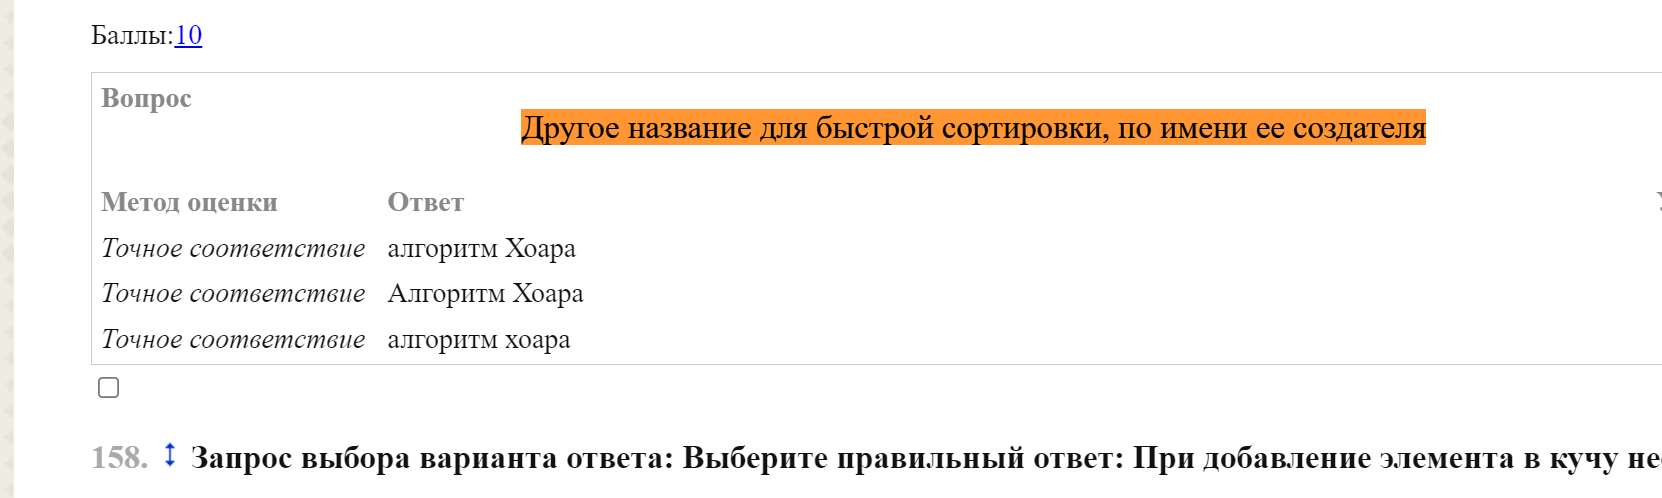 Баллы:10
Вопрос
Другое название для быстрой сортировки, по имени ее создателя
Метод оценки Ответ
Точное соответствие алгоритм Хоара
Точное соответствие Алгоритм Хоара
Точное соответствие алгоритм хоара
158. Запрос выбора варианта ответа: Выберите правильный ответ: При добавление элемента в кучу